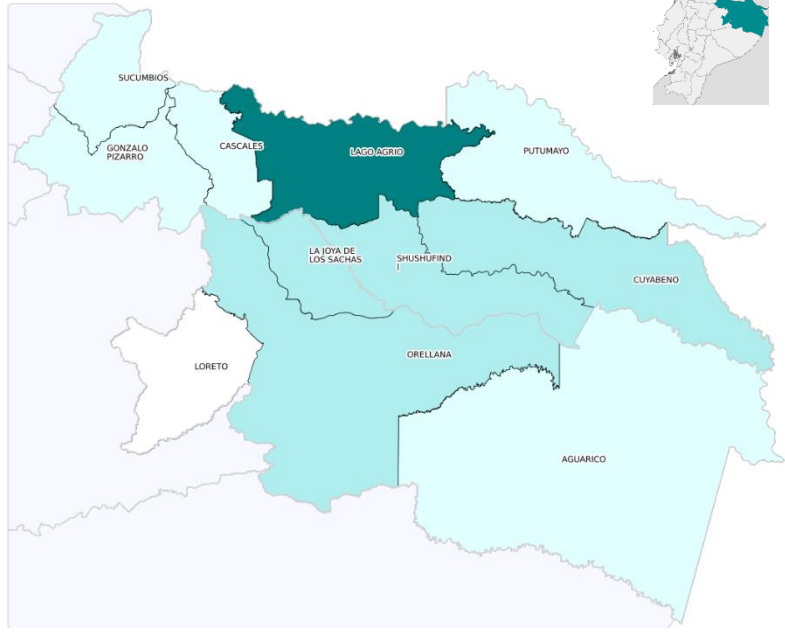 SUCUMBIOS
GONZALO
PIZARRO
CASCALES
LAGO AGRIO
PUTUMAYO
LA JOYA DE
LOS SACHAS
SHUSHUFIND
I
CUYABENO
ORELLANA
LORETO
AGUARICO